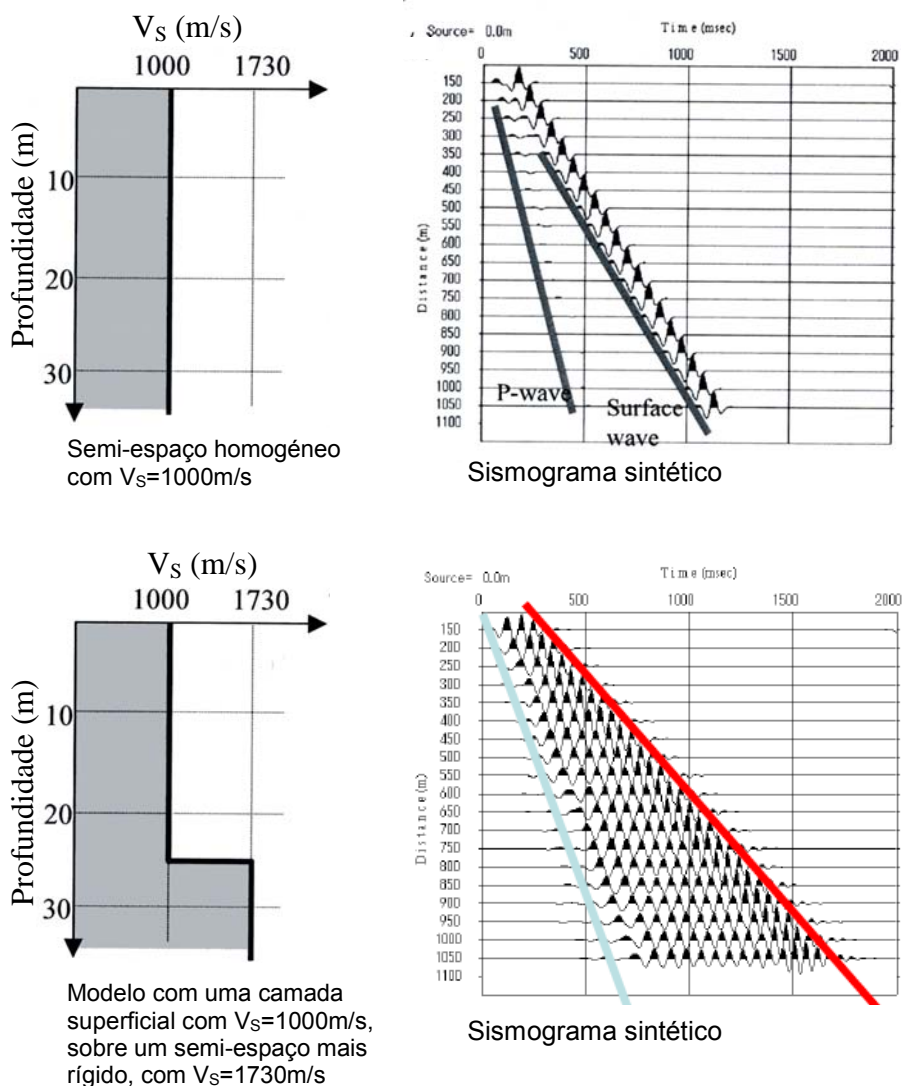 V_S (m/s)
1000 1730
Profundidade (m)
10
20
30
Semi-espaço homogéneo
com V_S=1000m/s
Source= 0.0m Time (msec)
0 500 1000 1500 2000
Distance (m)
150
200
250
300
350
400
450
500
550
600
650
700
750
800
850
900
950
1000
1050
1100
P-wave
Surface
wave
Sismograma sintético
V_S (m/s)
1000 1730
Profundidade (m)
10
20
30
Modelo com uma camada
superficial com V_S=1000m/s,
sobre um semi-espaço mais
rígido, com V_S=1730m/s
Source= 0.0m Time (msec)
0 500 1000 1500 2000
Distance (m)
150
200
250
300
350
400
450
500
550
600
650
700
750
800
850
900
950
1000
1050
1100
Sismograma sintético